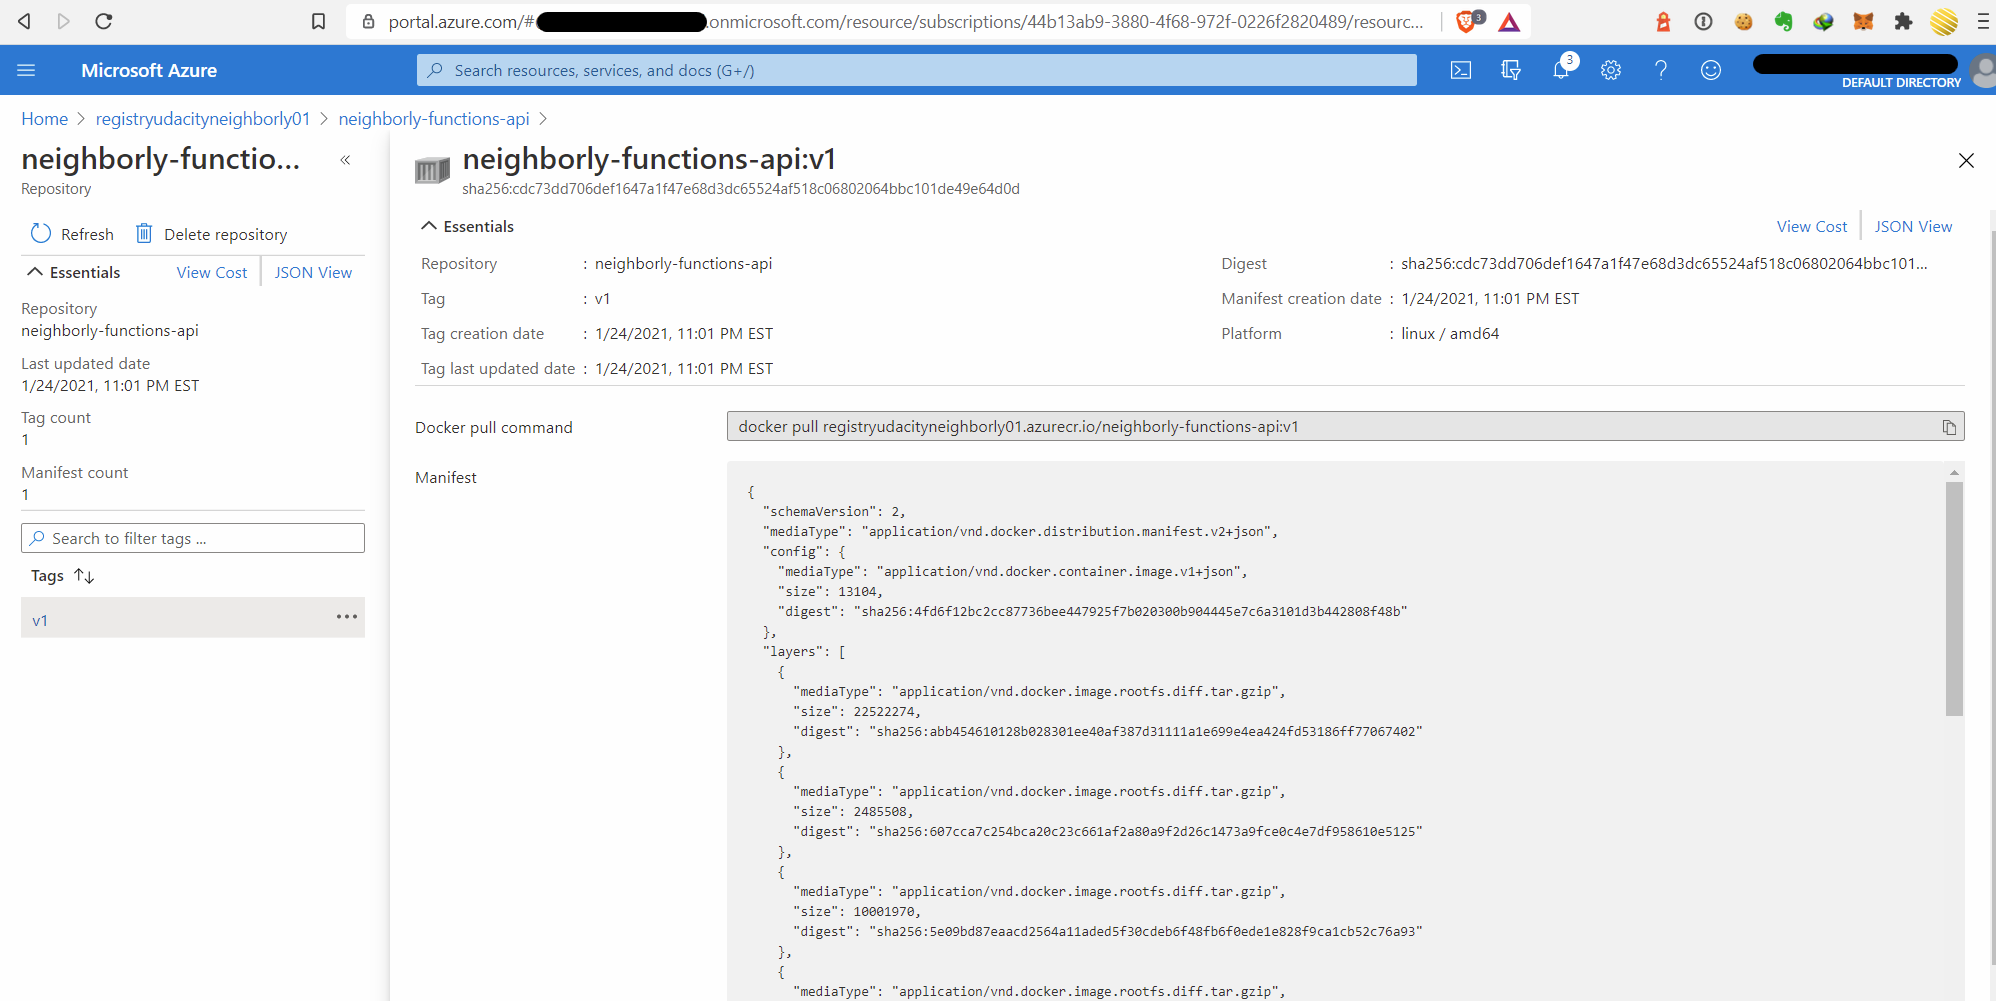 portal.azure.com/# .onmicrosoft.com/resource/subscriptions/44b13ab9-3880-4f68-972f-0226f2820489/resourc...
3
Microsoft Azure
Search resources, services, and docs (G+/)
3
DEFAULT DIRECTORY
Home > registryudacityneighborly01 > neighborly-functions-api >
neighborly-functio...
«
Repository
Refresh
Delete repository
Essentials
View Cost
JSON View
Repository
neighborly-functions-api
Last updated date
1/24/2021, 11:01 PM EST
Tag count
1
Manifest count
1
Search to filter tags ...
Tags
v1
neighborly-functions-api:v1
sha256:cdc73dd706def1647a1f47e68d3dc65524af518c06802064bbc101de49e64d0d
Essentials
View Cost
JSON View
Repository : neighborly-functions-api
Digest : sha256:cdc73dd706def1647a1f47e68d3dc65524af518c06802064bbc101...
Tag : v1
Manifest creation date : 1/24/2021, 11:01 PM EST
Tag creation date : 1/24/2021, 11:01 PM EST
Platform : linux / amd64
Tag last updated date : 1/24/2021, 11:01 PM EST
Docker pull command
docker pull registryudacityneighborly01.azurecr.io/neighborly-functions-api:v1
Manifest
{
"schemaVersion": 2,
"mediaType": "application/vnd.docker.distribution.manifest.v2+json",
"config": {
"mediaType": "application/vnd.docker.container.image.v1+json",
"size": 13104,
"digest": "sha256:4fd6f12bc2cc87736bee447925f7b020300b904445e7c6a3101d3b442808f48b"
},
"layers": [
{
"mediaType": "application/vnd.docker.image.rootfs.diff.tar.gzip",
"size": 22522274,
"digest": "sha256:abb454610128b028301ee40af387d31111a1e699e4ea424fd53186ff77067402"
},
{
"mediaType": "application/vnd.docker.image.rootfs.diff.tar.gzip",
"size": 2485508,
"digest": "sha256:607cca7c254bca20c23c661af2a80a9f2d26c1473a9fce0c4e7df958610e5125"
},
{
"mediaType": "application/vnd.docker.image.rootfs.diff.tar.gzip",
"size": 10001970,
"digest": "sha256:5e09bd87eaacd2564a11aded5f30cdeb6f48fb6f0ede1e828f9ca1cb52c76a93"
},
{
"mediaType": "application/vnd.docker.image.rootfs.diff.tar.gzip",